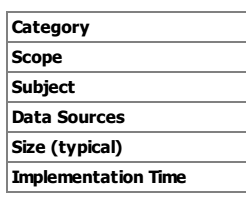 Category
Scope
Subject
Data Sources
Size (typical)
Implementation Time